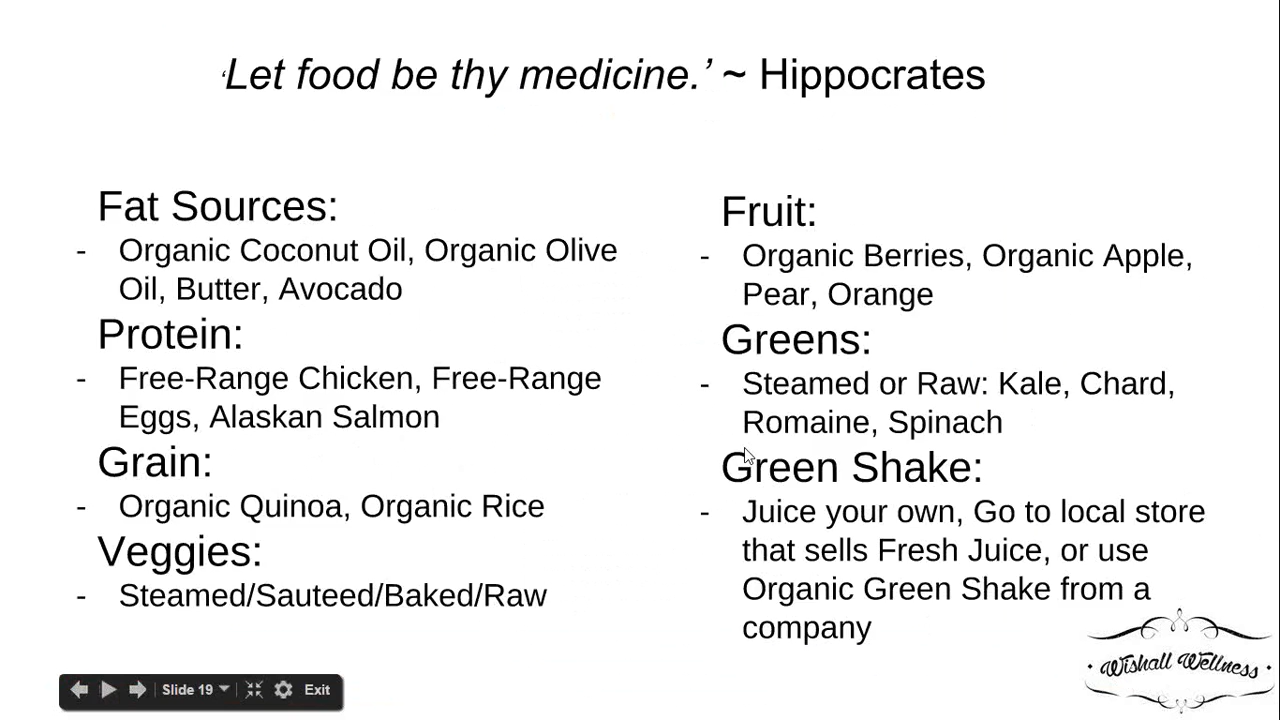 ‘Let food be thy medicine.’ ~ Hippocrates
Fat Sources:
- Organic Coconut Oil, Organic Olive
Oil, Butter, Avocado
Protein:
- Free-Range Chicken, Free-Range
Eggs, Alaskan Salmon
Grain:
- Organic Quinoa, Organic Rice
Veggies:
- Steamed/Sauteed/Baked/Raw
Fruit:
- Organic Berries, Organic Apple,
Pear, Orange
Greens:
- Steamed or Raw: Kale, Chard,
Romaine, Spinach
Green Shake:
- Juice your own, Go to local store
that sells Fresh Juice, or use
Organic Green Shake from a
company
Wishall Wellness
Slide 19 Exit